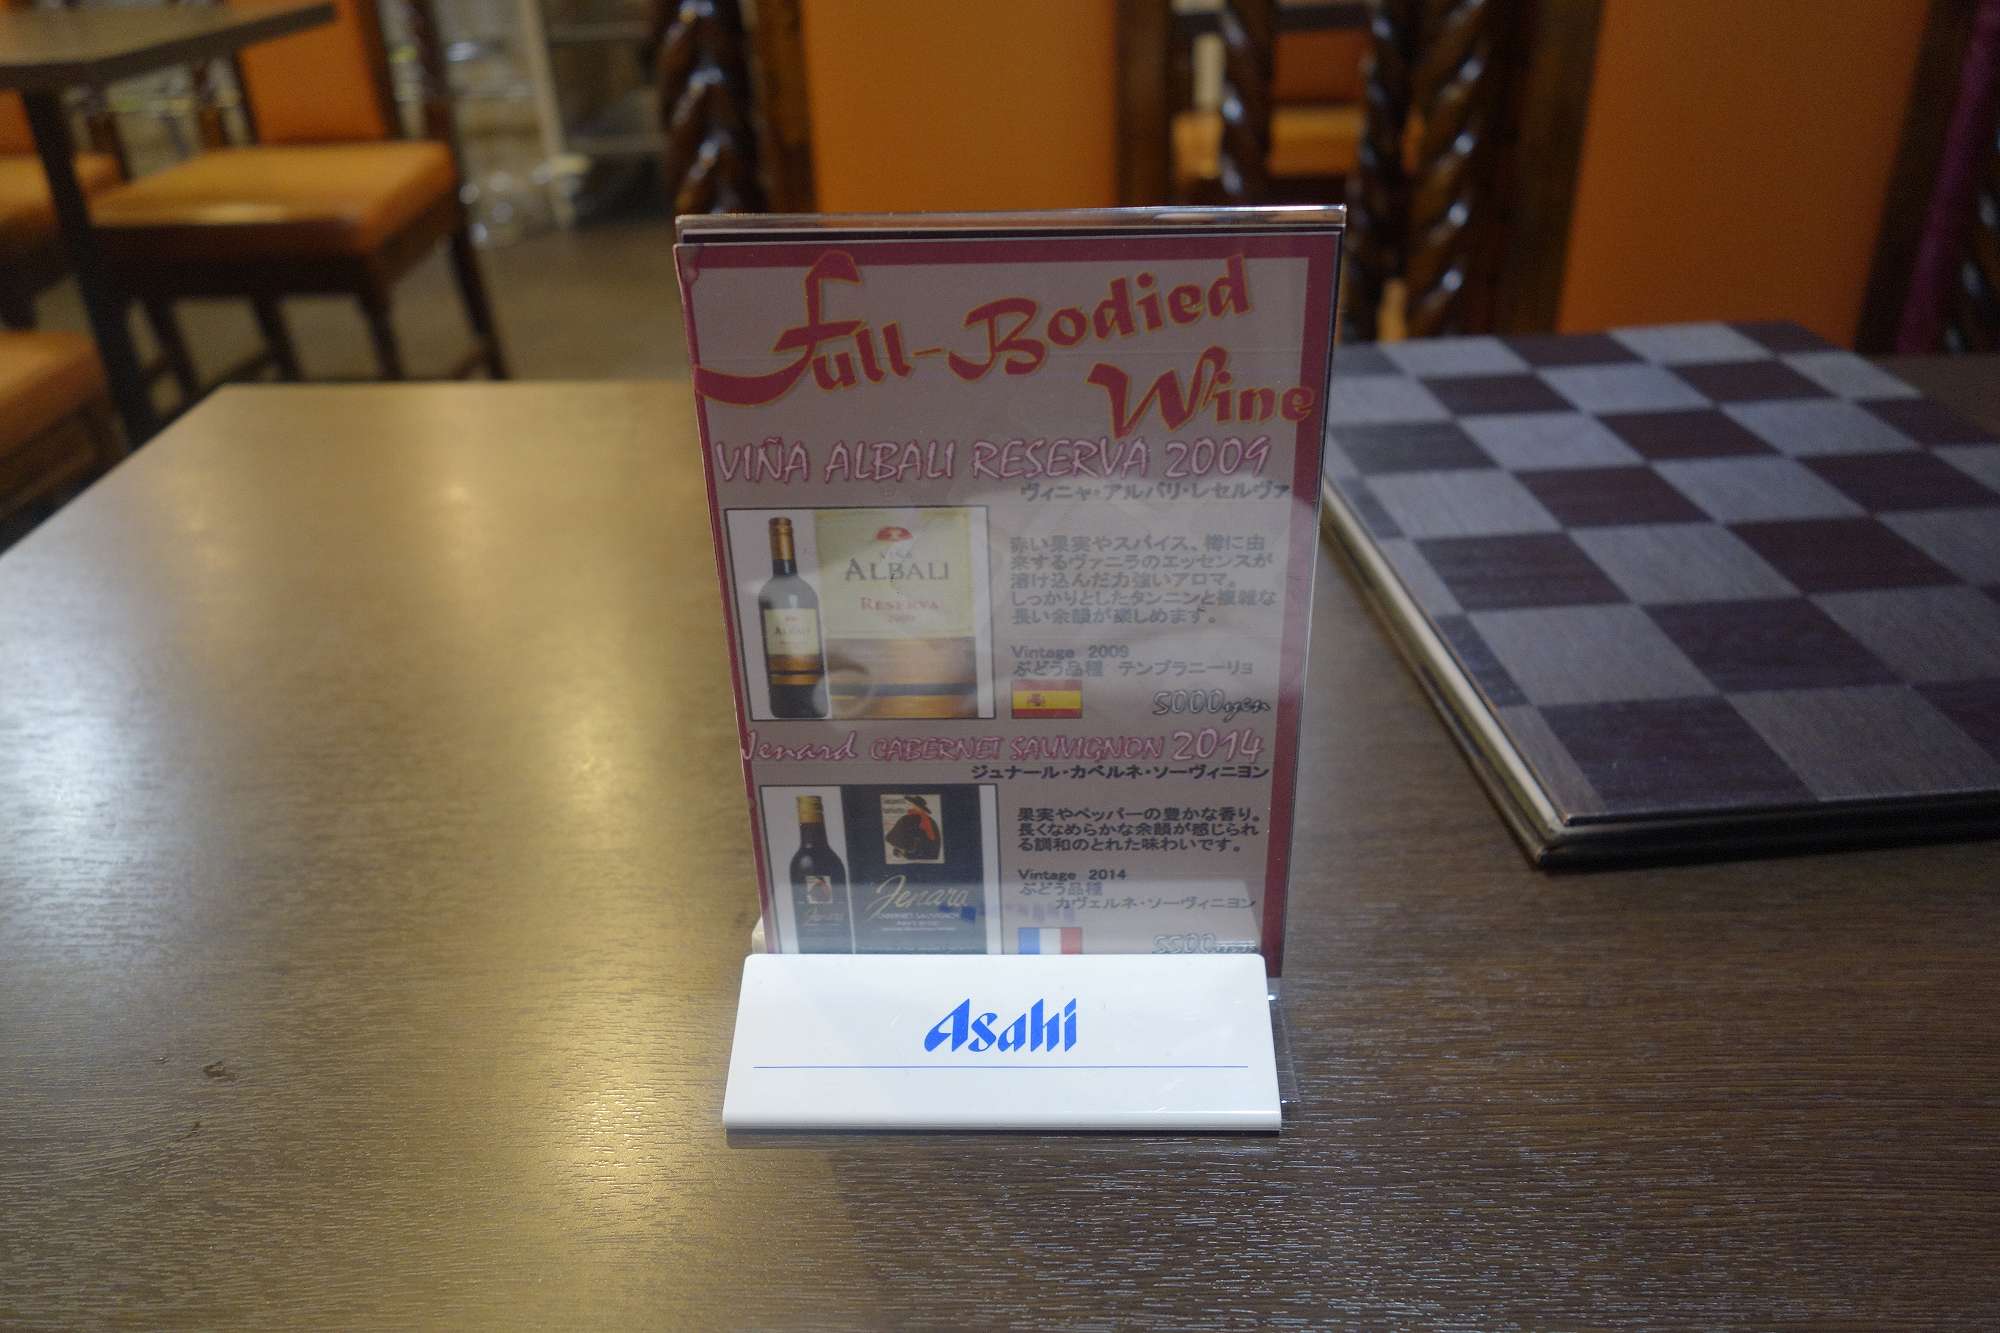 Full-Bodied
Wine
VIÑA ALBALI RESERVA 2009
ヴィニャ・アルバリ・レセルヴァ
VIÑA
ALBALI
RESERVA
2009
ALBALI
赤い果実やスパイス、樽に由
来するヴァニラのエッセンスが
溶け込んだ力強いアロマ。
しっかりとしたタンニンと複雑な
長い余韻が楽しめます。
Vintage 2009
ぶどう品種 テンプラニーリョ
5000yen
Jenard CABERNET SAUVIGNON 2014
ジュナール・カベルネ・ソーヴィニヨン
Jenard
CABERNET SAUVIGNON
果実やペッパーの豊かな香り。
長くなめらかな余韻が感じられ
る調和のとれた味わいです。
Vintage 2014
ぶどう品種
カヴェルネ・ソーヴィニヨン
5500yen
Asahi